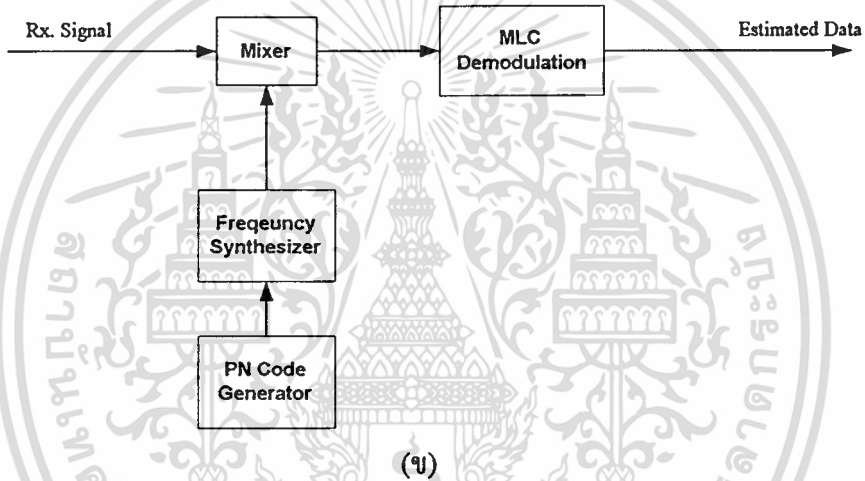 Rx. Signal
Mixer
MLC
Demodulation
Estimated Data
Freqeuncy
Synthesizer
PN Code
Generator
(ข)